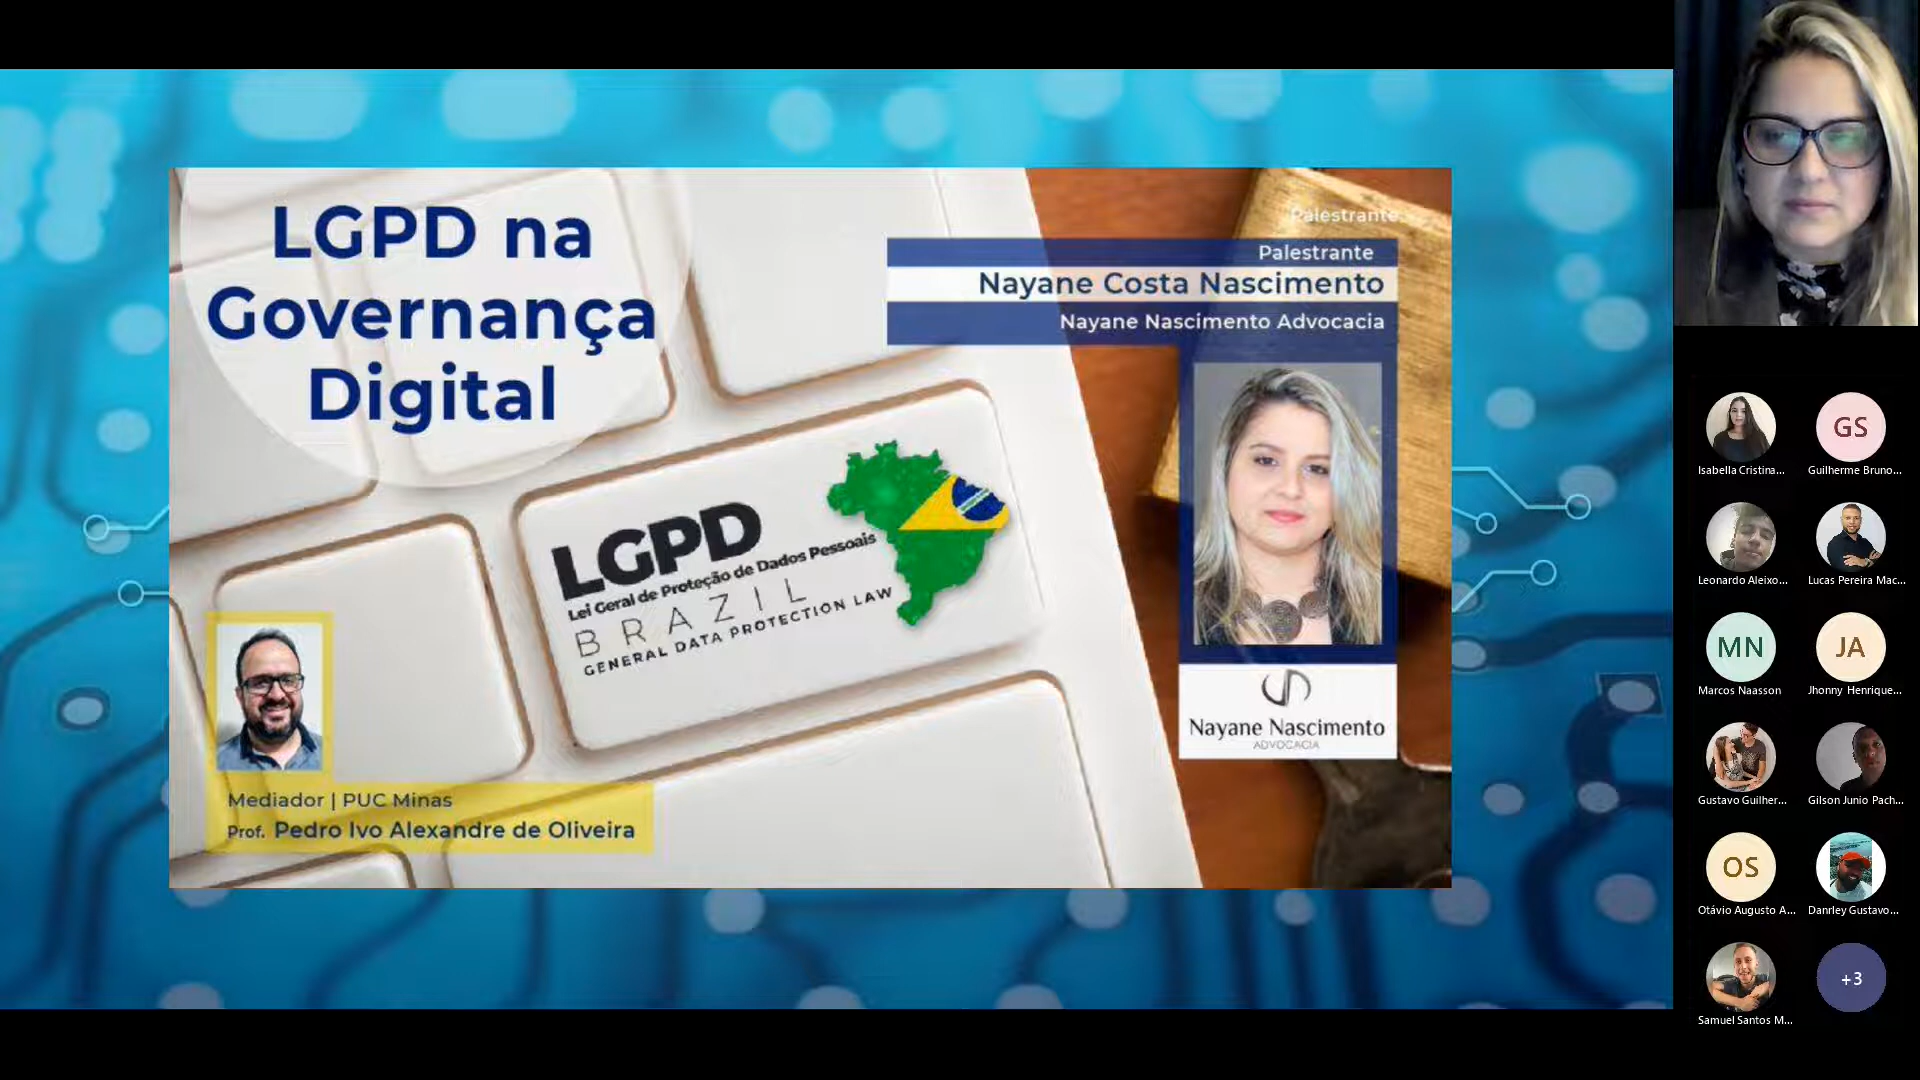 LGPD na
Governança
Digital
Palestrante
Palestrante
Nayane Costa Nascimento
Nayane Nascimento Advocacia
LGPD
Lei Geral de Proteção de Dados Pessoais
BRAZIL
GENERAL DATA PROTECTION LAW
Nayane Nascimento
ADVOCACIA
Mediador | PUC Minas
Prof. Pedro Ivo Alexandre de Oliveira
Isabella Cristina...
GS
Guilherme Bruno...
Leonardo Aleixo...
Lucas Pereira Mac...
MN
Marcos Naasson
JA
Jhonny Henrique...
Gustavo Guilher...
Gilson Junio Pach...
OS
Otávio Augusto A...
Danrley Gustavo...
Samuel Santos M...
+3